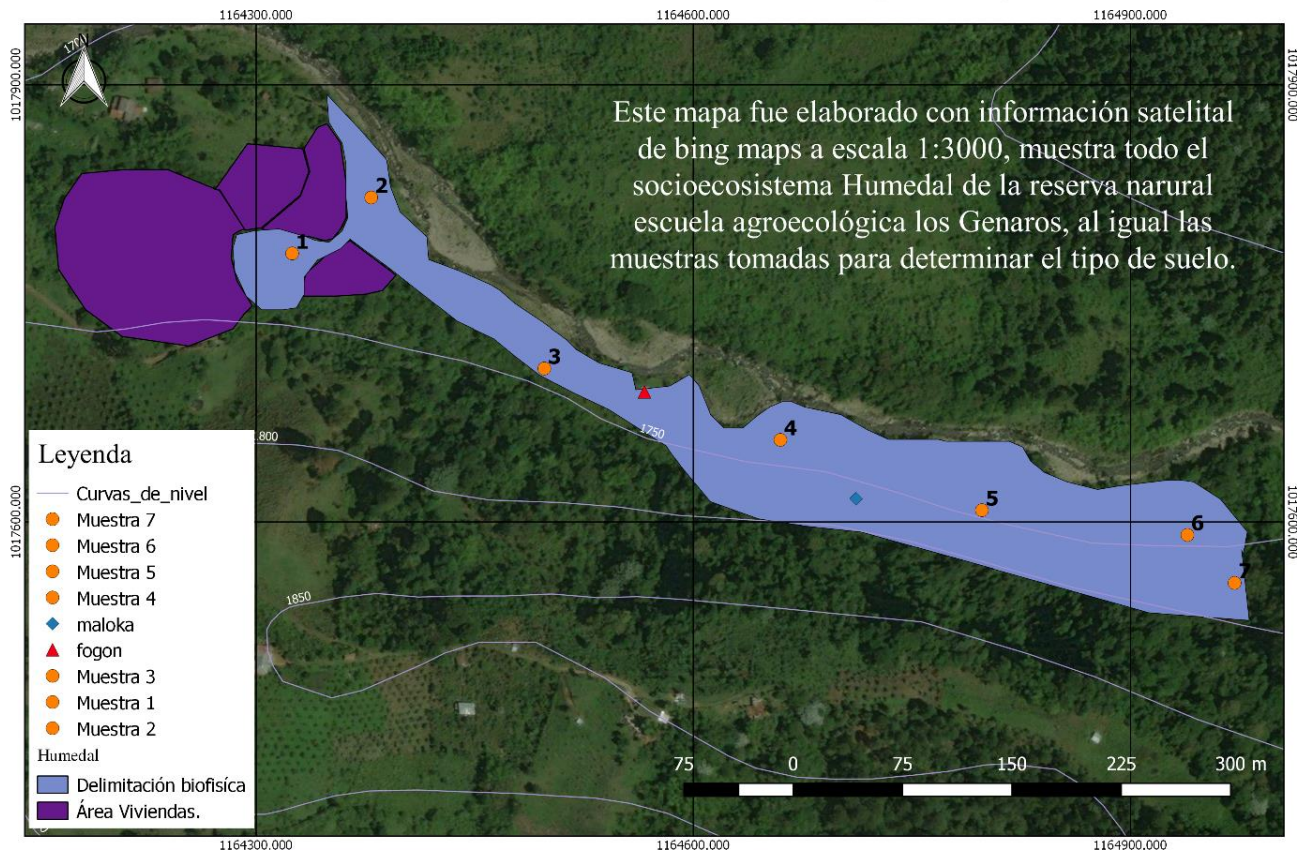 1164300.000
1164600.000
1164900.000
1017900.000
1017900.000
N
Este mapa fue elaborado con información satelital
de bing maps a escala 1:3000, muestra todo el
socioecosistema Humedal de la reserva narural
escuela agroecológica los Genaros, al igual las
muestras tomadas para determinar el tipo de suelo.
2
1
3
4
5
6
7
1750
1850
Leyenda
Curvas_de_nivel
Muestra 7
Muestra 6
Muestra 5
Muestra 4
maloka
fogon
Muestra 3
Muestra 1
Muestra 2
Humedal
Delimitación biofisíca
Área Viviendas.
1017600.000
1017600.000
75 0 75 150 225 300 m
1164300.000
1164600.000
1164900.000